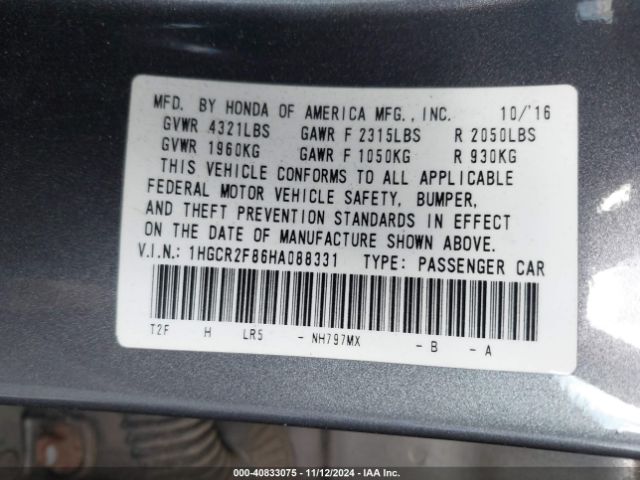 MFD. BY HONDA OF AMERICA MFG., INC. 10/'16
GVWR 4321LBS GAWR F 2315LBS R 2050LBS
GVWR 1960KG GAWR F 1050KG R 930KG
THIS VEHICLE CONFORMS TO ALL APPLICABLE
FEDERAL MOTOR VEHICLE SAFETY, BUMPER,
AND THEFT PREVENTION STANDARDS IN EFFECT
ON THE DATE OF MANUFACTURE SHOWN ABOVE.
V.I.N.: 1HGCR2F86HA088331 TYPE: PASSENGER CAR
T2F H LR5 - NH797MX - B - A
000-40833075 - 11/12/2024 - IAA Inc.